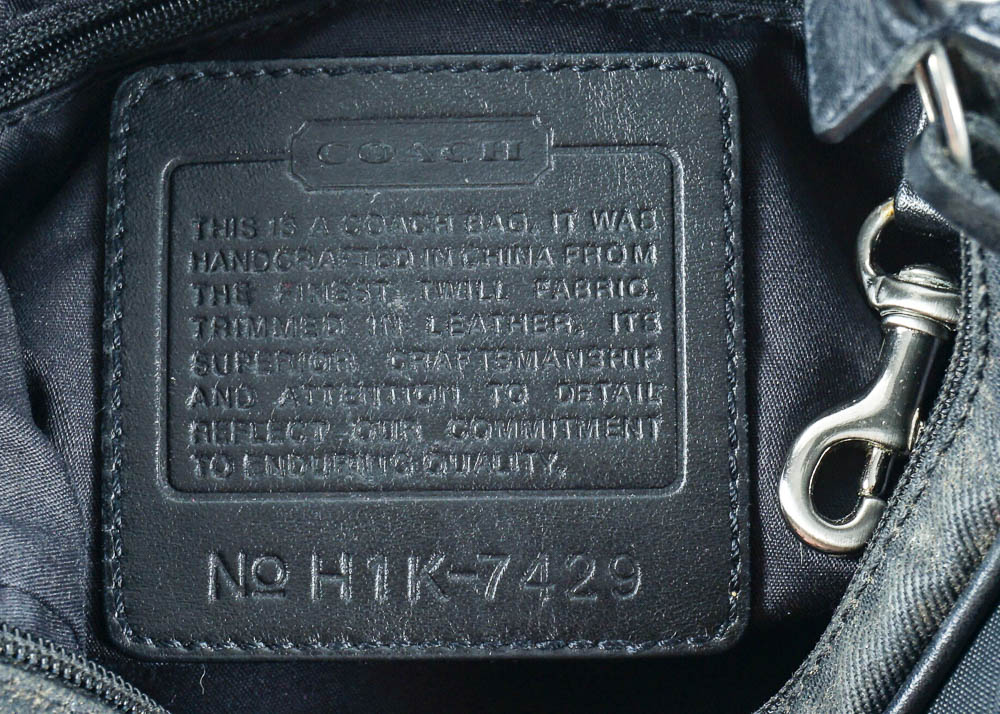 COACH
THIS IS A COACH BAG. IT WAS
HANDCRAFTED IN CHINA FROM
THE FINEST TWILL FABRIC.
TRIMMED IN LEATHER, ITS
SUPERIOR CRAFTSMANSHIP
AND ATTENTION TO DETAIL
REFLECT OUR COMMITMENT
TO ENDURING QUALITY.
No H1K-7429